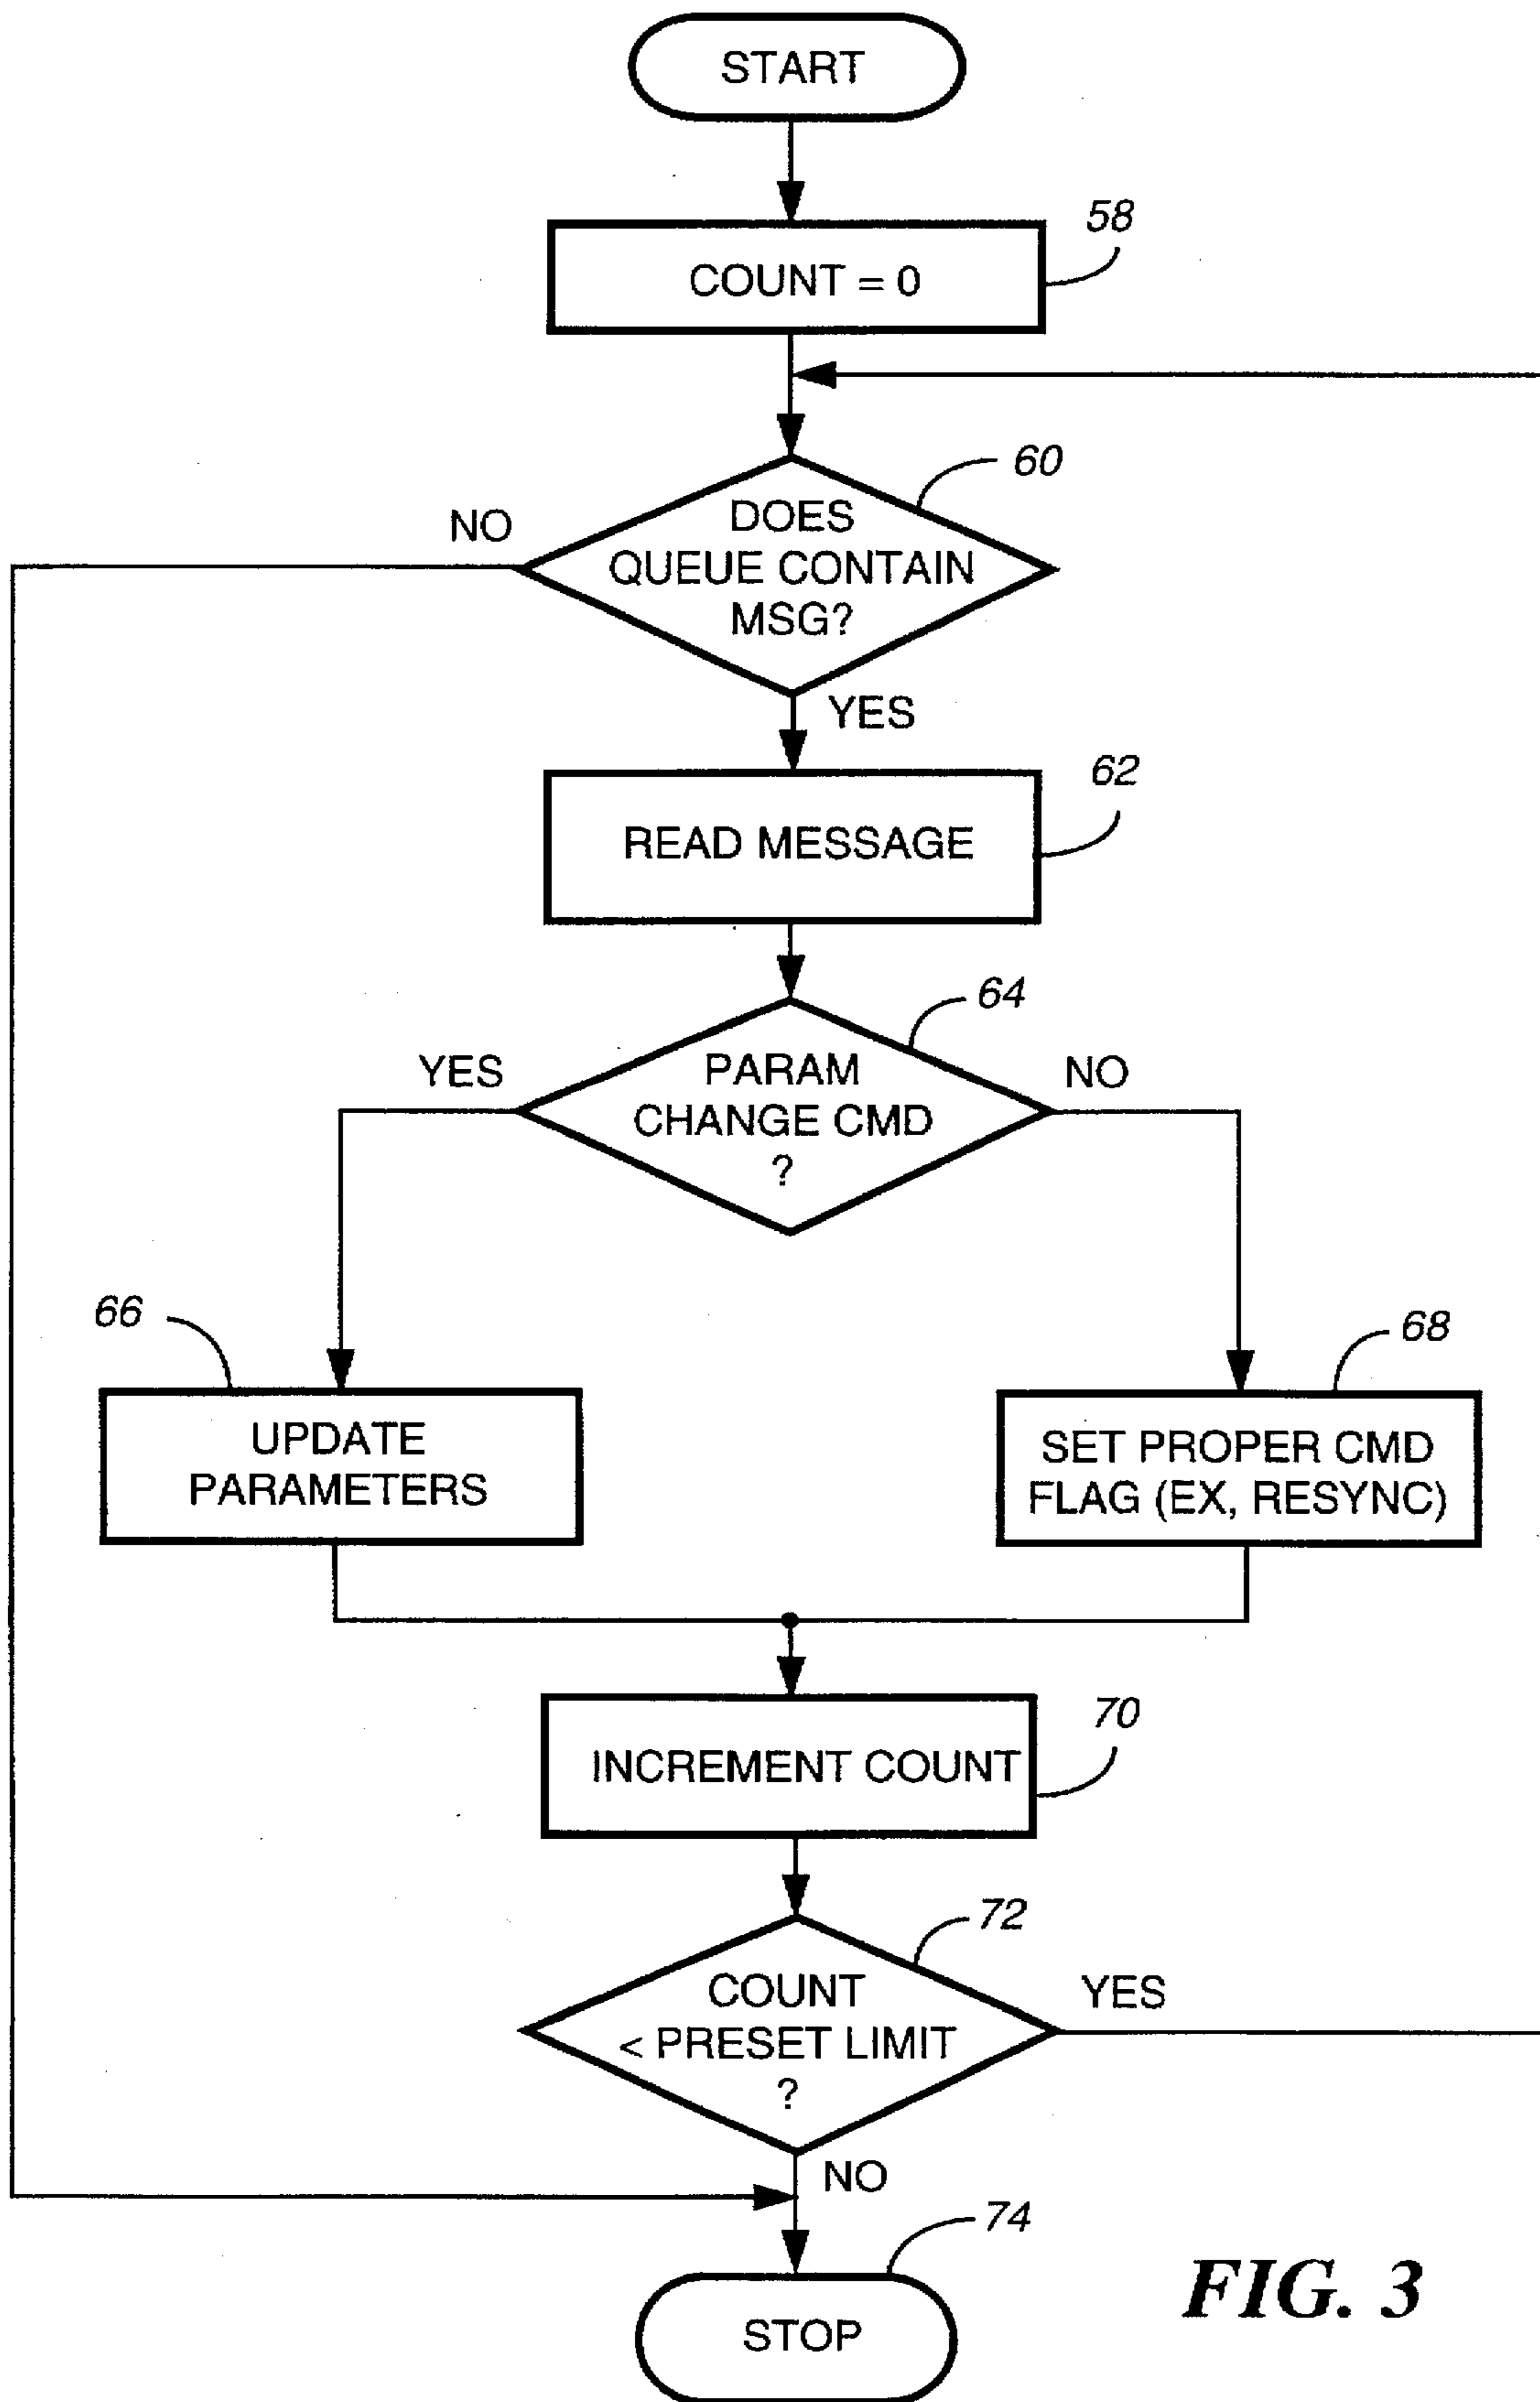 START
58
COUNT = 0
60
NO
DOES
QUEUE CONTAIN
MSG?
YES
62
READ MESSAGE
64
YES
PARAM
CHANGE CMD
?
NO
66
68
UPDATE
PARAMETERS
SET PROPER CMD
FLAG (EX, RESYNC)
70
INCREMENT COUNT
72
COUNT
< PRESET LIMIT
?
YES
NO
74
STOP
FIG. 3